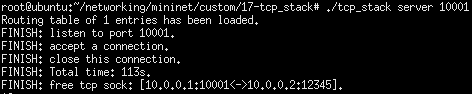 root@ubuntu:~/networking/mininet/custom/17-tcp_stack# ./tcp_stack server 10001
Routing table of 1 entries has been loaded.
FINISH: listen to port 10001.
FINISH: accept a connection.
FINISH: close this connection.
FINISH: Total time: 113s.
FINISH: free tcp sock: [10.0.0.1:10001<->10.0.0.2:12345].